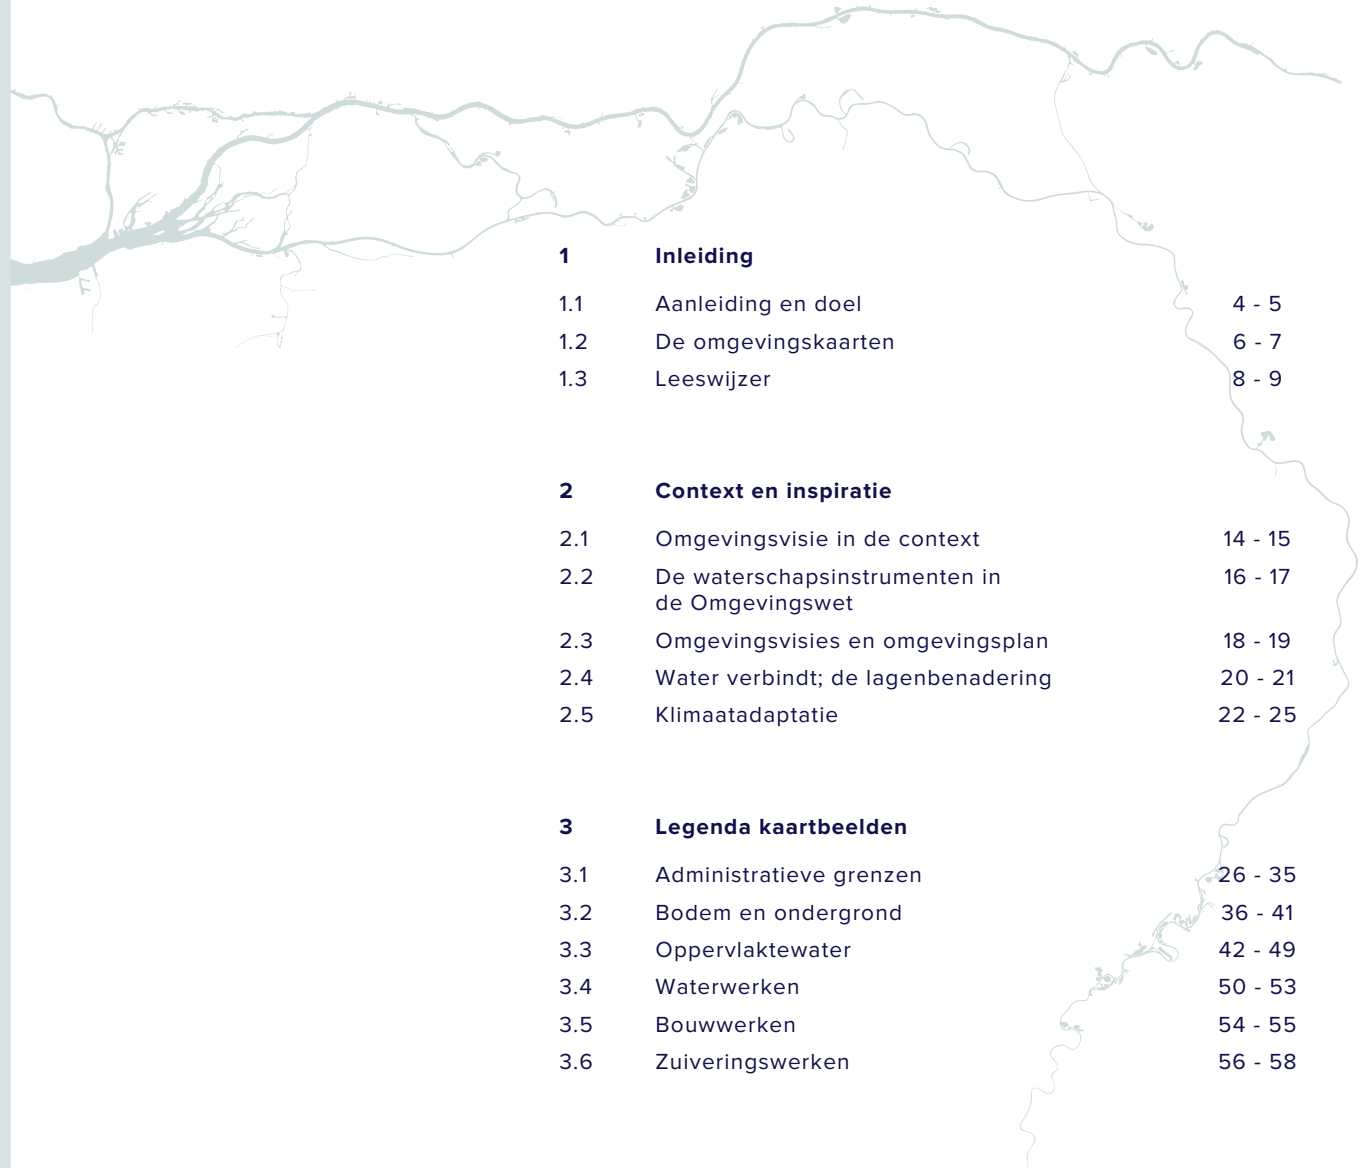 1 Inleiding
1.1 Aanleiding en doel 4 - 5
1.2 De omgevingskaarten 6 - 7
1.3 Leeswijzer 8 - 9
2 Context en inspiratie
2.1 Omgevingsvisie in de context 14 - 15
2.2 De waterschapsinstrumenten in 16 - 17
de Omgevingswet
2.3 Omgevingsvisies en omgevingsplan 18 - 19
2.4 Water verbindt; de lagenbenadering 20 - 21
2.5 Klimaatadaptatie 22 - 25
3 Legenda kaartbeelden
3.1 Administratieve grenzen 26 - 35
3.2 Bodem en ondergrond 36 - 41
3.3 Oppervlaktewater 42 - 49
3.4 Waterwerken 50 - 53
3.5 Bouwwerken 54 - 55
3.6 Zuiveringswerken 56 - 58